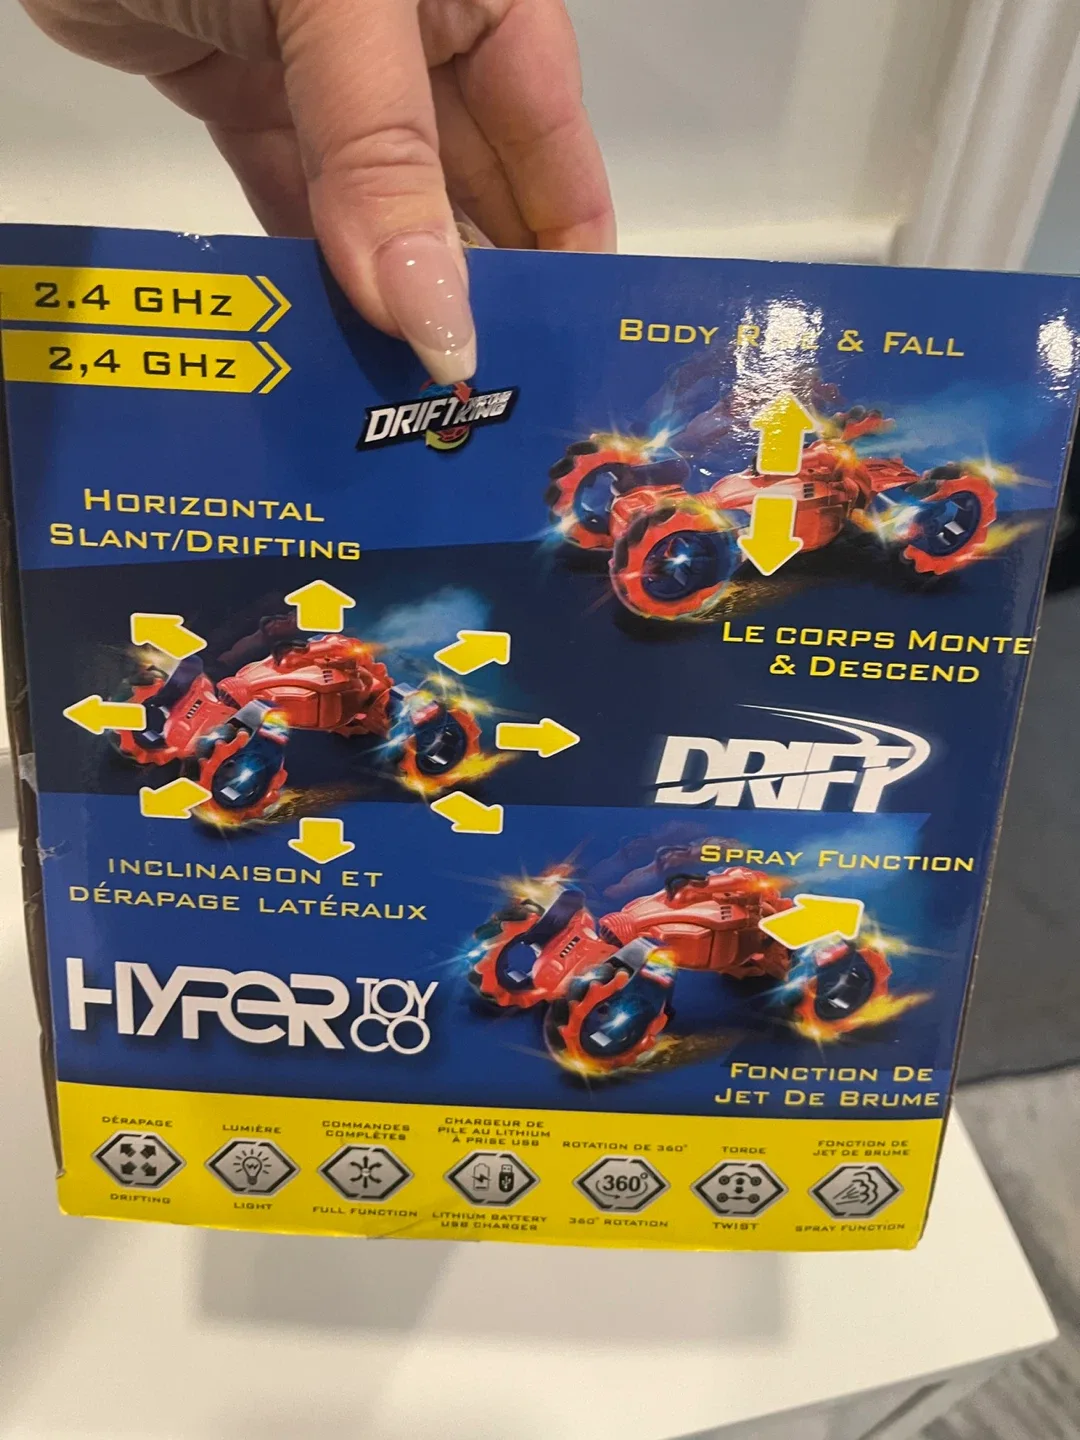 2.4 GHz
2,4 GHz
DRIFT KING
BODY RISE & FALL
HORIZONTAL
SLANT/DRIFTING
LE CORPS MONTE
& DESCEND
DRIFT
SPRAY FUNCTION
INCLINAISON ET
DÉRAPAGE LATÉRAUX
HYPER TOY CO
FONCTION DE
JET DE BRUME
DÉRAPAGE
DRIFTING
LUMIÈRE
LIGHT
COMMANDES
COMPLÈTES
FULL FUNCTION
CHARGEUR DE
PILE AU LITHIUM
À PRISE USB
LITHIUM BATTERY
USB CHARGER
ROTATION DE 360°
360°
360° ROTATION
TORDE
TWIST
FONCTION DE
JET DE BRUME
SPRAY FUNCTION